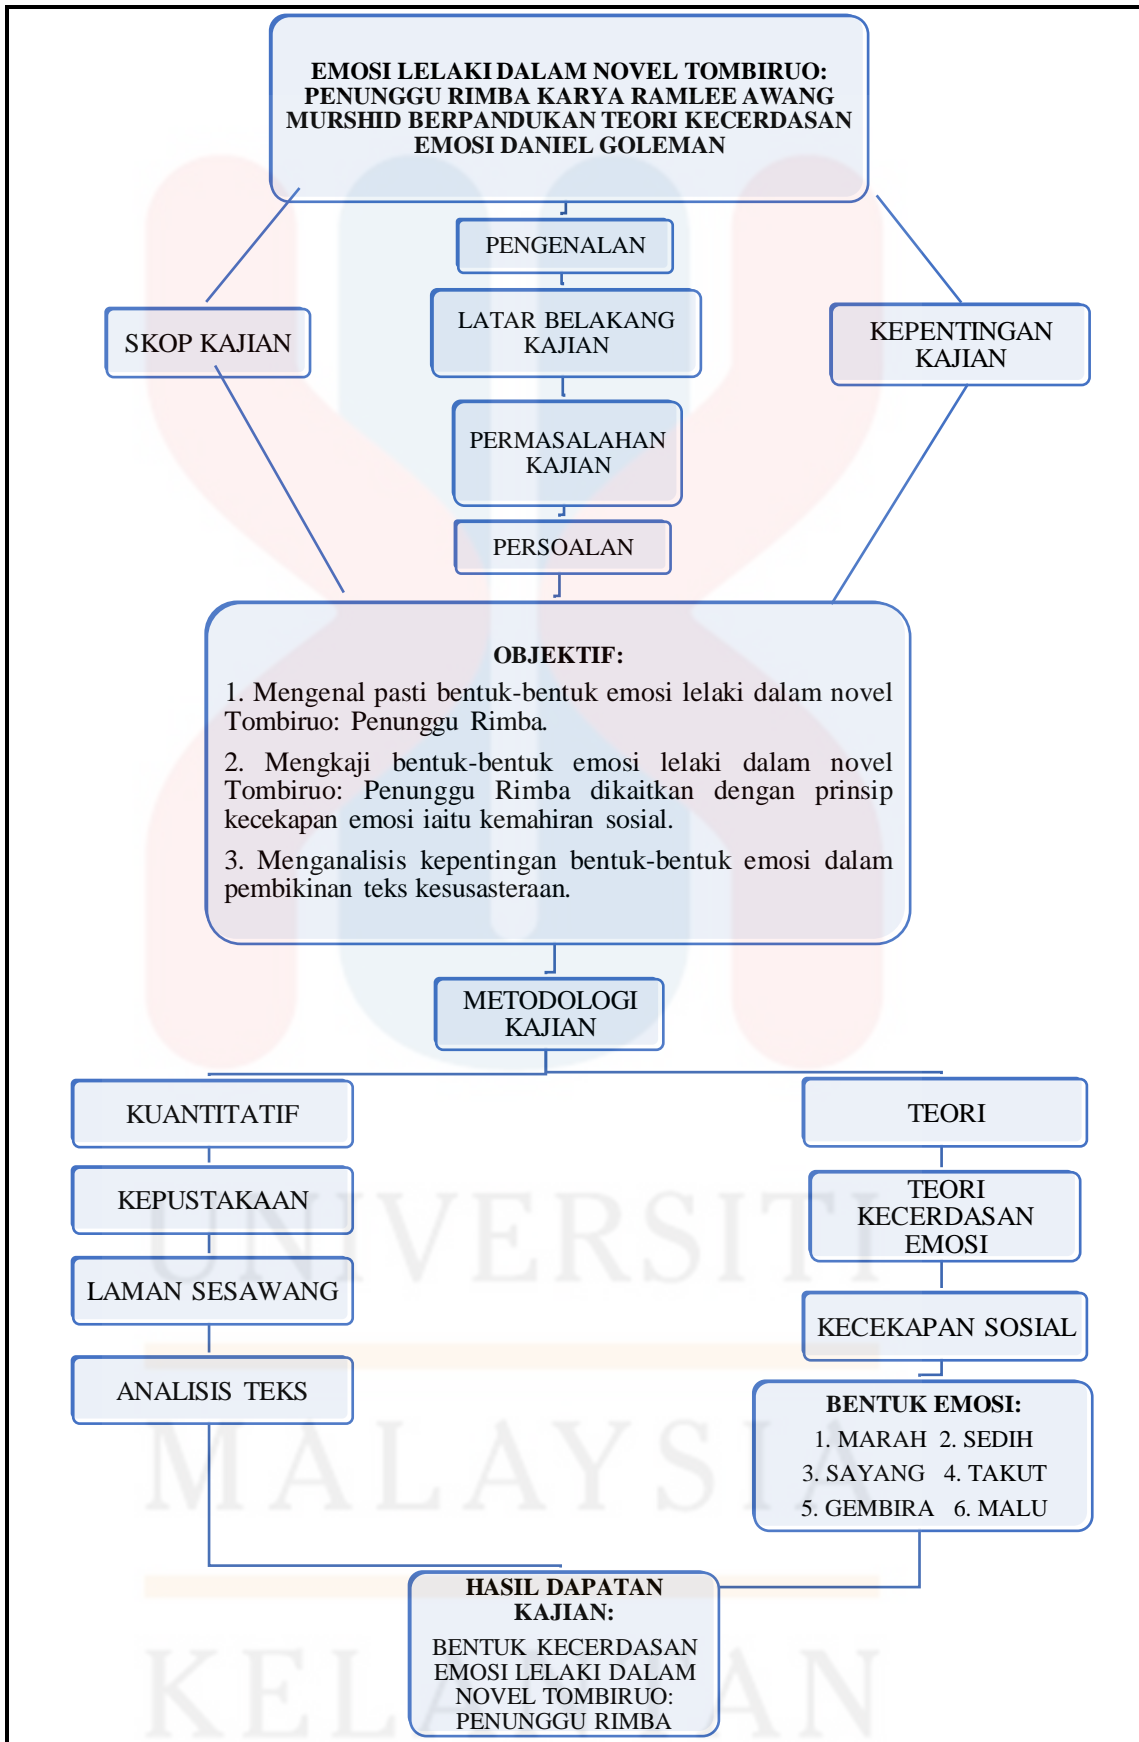 EMOSI LELAKI DALAM NOVEL TOMBIRUO:
PENUNGGU RIMBA KARYA RAMLEE AWANG
MURSHID BERPANDUKAN TEORI KECERDASAN
EMOSI DANIEL GOLEMAN
PENGENALAN
SKOP KAJIAN
LATAR BELAKANG
KAJIAN
KEPENTINGAN
KAJIAN
PERMASALAHAN
KAJIAN
PERSOALAN
OBJEKTIF:
1. Mengenal pasti bentuk-bentuk emosi lelaki dalam novel
Tombiruo: Penunggu Rimba.
2. Mengkaji bentuk-bentuk emosi lelaki dalam novel
Tombiruo: Penunggu Rimba dikaitkan dengan prinsip
kecekapan emosi iaitu kemahiran sosial.
3. Menganalisis kepentingan bentuk-bentuk emosi dalam
pembikinan teks kesusasteraan.
METODOLOGI
KAJIAN
KUANTITATIF
KEPUSTAKAAN
LAMAN SESAWANG
ANALISIS TEKS
TEORI
TEORI
KECERDASAN
EMOSI
KECEKAPAN SOSIAL
BENTUK EMOSI:
1. MARAH 2. SEDIH
3. SAYANG 4. TAKUT
5. GEMBIRA 6. MALU
HASIL DAPATAN
KAJIAN:
BENTUK KECERDASAN
EMOSI LELAKI DALAM
NOVEL TOMBIRUO:
PENUNGGU RIMBA
UNIVERSITI
MALAYSIA
KELANTAN